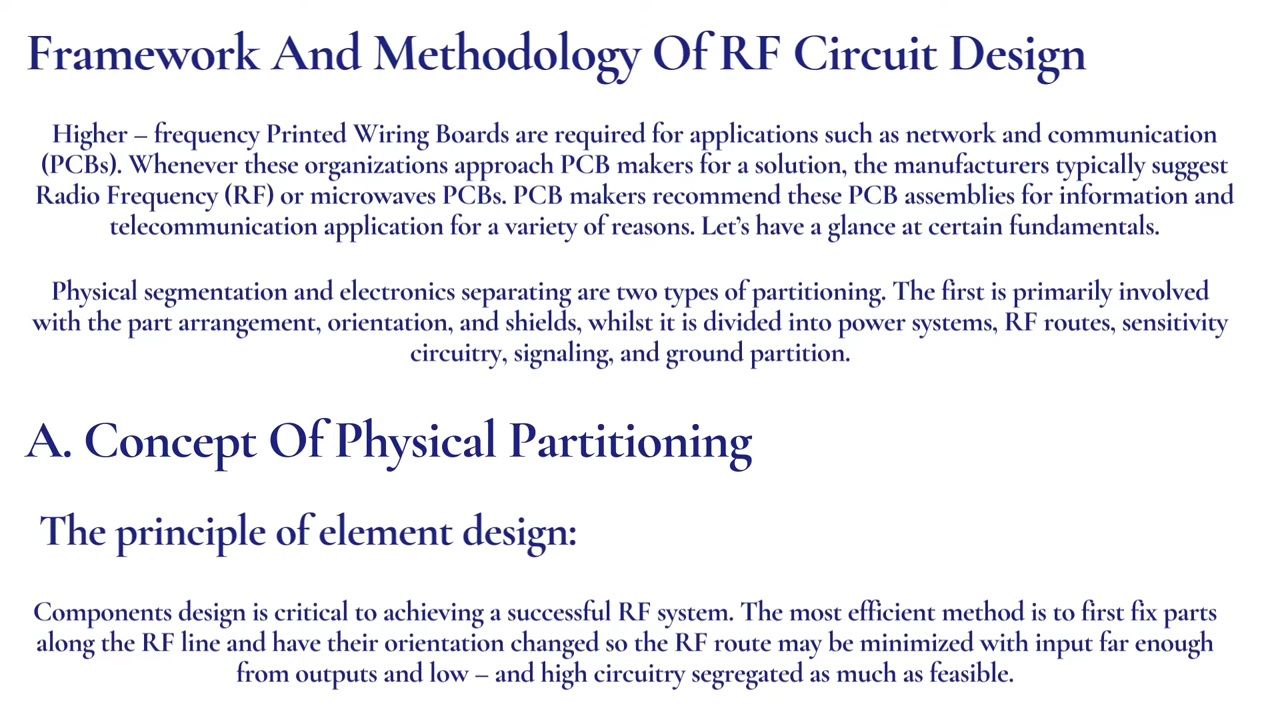 Framework And Methodology Of RF Circuit Design
Higher – frequency Printed Wiring Boards are required for applications such as network and communication
(PCBs). Whenever these organizations approach PCB makers for a solution, the manufacturers typically suggest
Radio Frequency (RF) or microwaves PCBs. PCB makers recommend these PCB assemblies for information and
telecommunication application for a variety of reasons. Let’s have a glance at certain fundamentals.
Physical segmentation and electronics separating are two types of partitioning. The first is primarily involved
with the part arrangement, orientation, and shields, whilst it is divided into power systems, RF routes, sensitivity
circuitry, signaling, and ground partition.
A. Concept Of Physical Partitioning
The principle of element design:
Components design is critical to achieving a successful RF system. The most efficient method is to first fix parts
along the RF line and have their orientation changed so the RF route may be minimized with input far enough
from outputs and low – and high circuitry segregated as much as feasible.